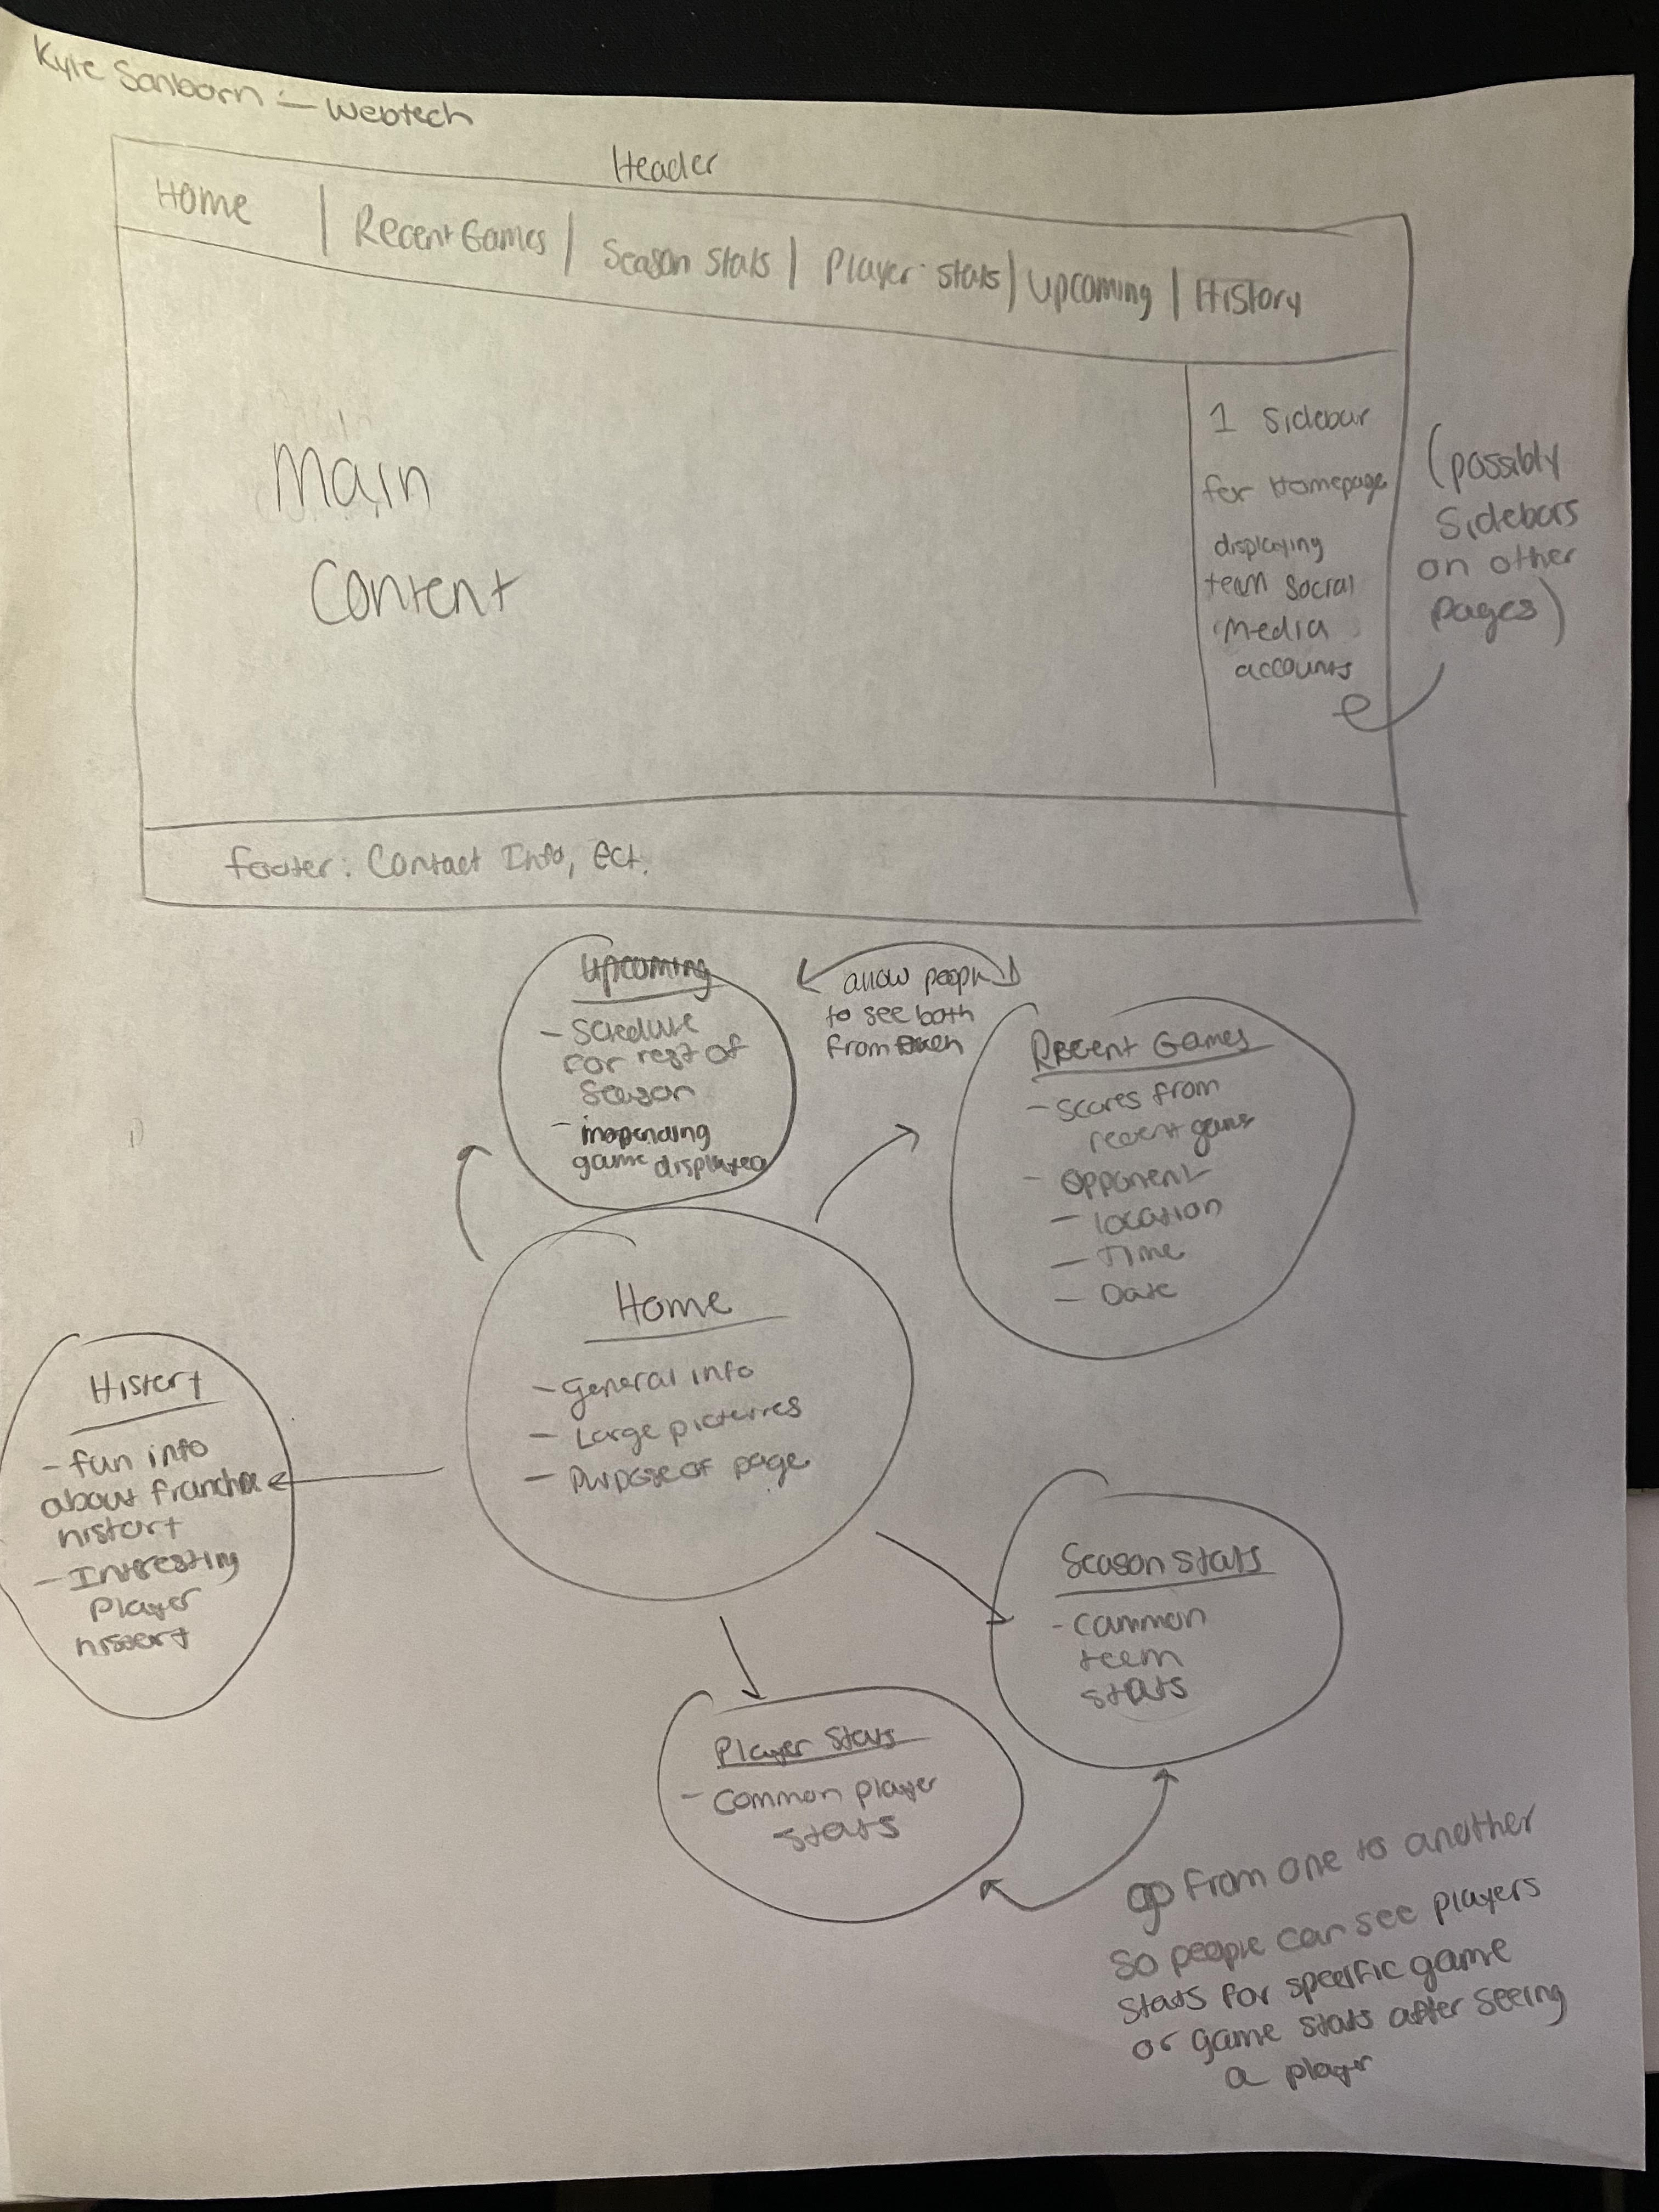 Kyle Sanborn - Webtech
Header
Home | Recent Games | Season Stats | Player Stats | Upcoming | History
Main
Content
1 Sidebar
for Homepage
displaying
team social
media
accounts
(possibly
sidebars
on other
pages)
footer: Contact Info, Ect.
Upcoming
- Schedule
for rest of
season
-
game displayed
allow people
to see both
from
Recent Games
- Scores from
recent games
- Opponent
- location
- Time
- Date
Home
- General info
- Large pictures
- Purpose of page
History
- fun info
about franchise
history
- Interesting
Player
history
Season Stats
- Common
team
stats
Player Stats
- Common player
stats
go from one to another
so people can see players
stats for specific game
or game stats after seeing
a player